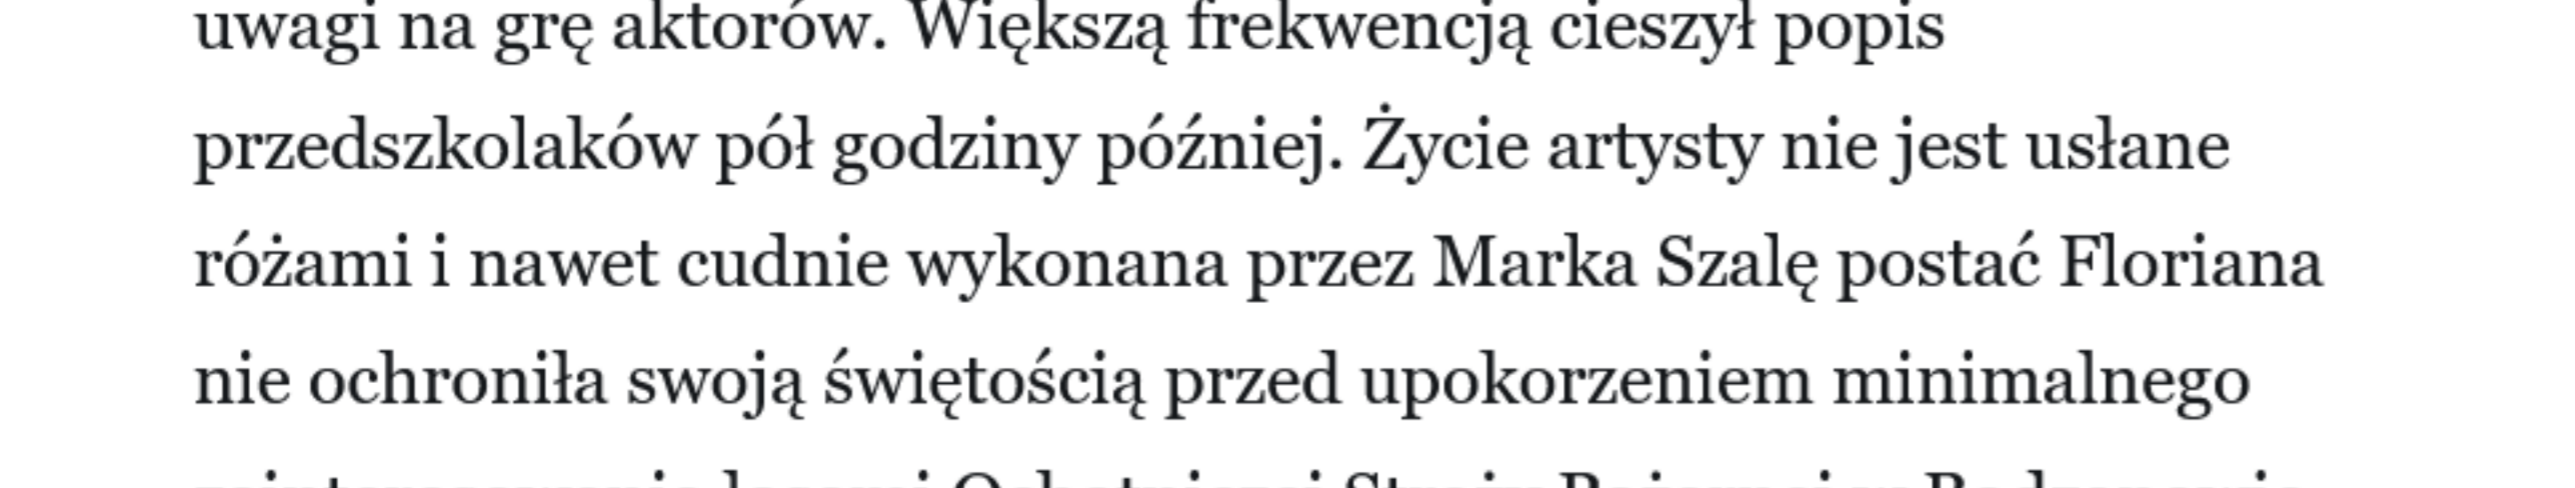 uwagi na grę aktorów. Większą frekwencją cieszył popis
przedszkolaków pół godziny później. Życie artysty nie jest usłane
różami i nawet cudnie wykonana przez Marka Szalę postać Floriana
nie ochroniła swoją świętością przed upokorzeniem minimalnego